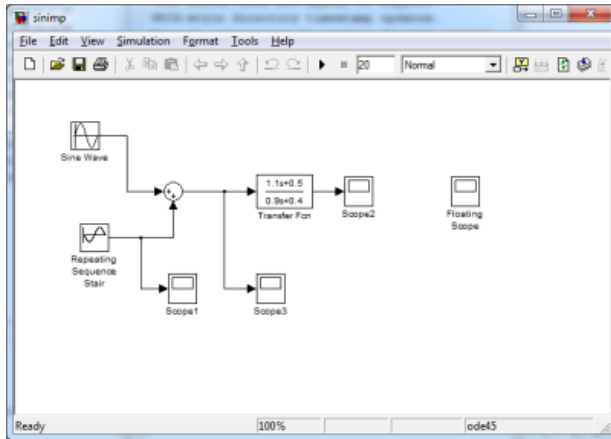 sinimp
File Edit View Simulation Format Tools Help
20 Normal
Sine Wave
1.1s+0.5
0.9s+0.4
Transfer Fcn
Scope2
Floating
Scope
Repeating
Sequence
Stair
Scope1
Scope3
Ready 100% ode45